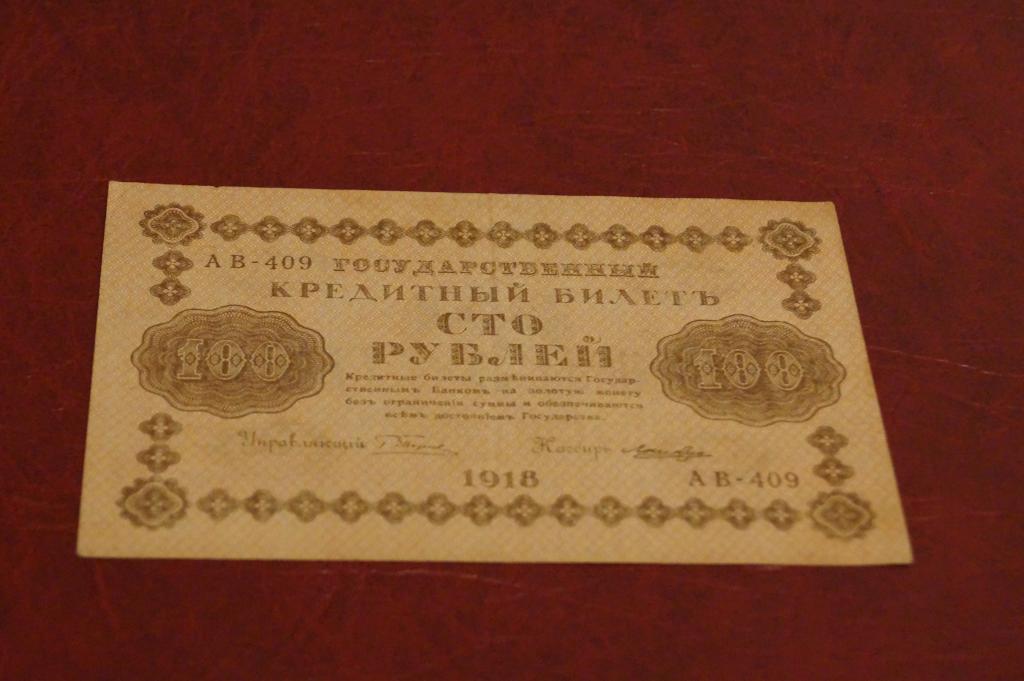 АВ-409 ГОСУДАРСТВЕННЫЙ
КРЕДИТНЫЙ БИЛЕТЪ
СТО
РУБЛЕЙ
100 100
Кредитные билеты размѣниваются Государ-
ственнымъ Банкомъ на золотую монету
безъ ограниченія суммы и обезпечиваются
всѣмъ достояніемъ Государства.
Управляющій Кассиръ
1918 АВ-409